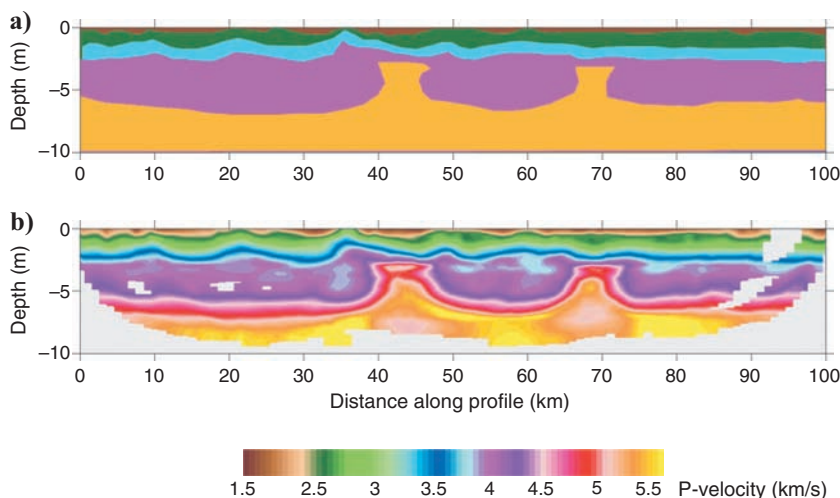 a)
0
–5
–10
Depth (m)
0 10 20 30 40 50 60 70 80 90 100
b)
0
–5
–10
Depth (m)
0 10 20 30 40 50 60 70 80 90 100
Distance along profile (km)
1.5 2.5 3 3.5 4 4.5 5 5.5 P-velocity (km/s)